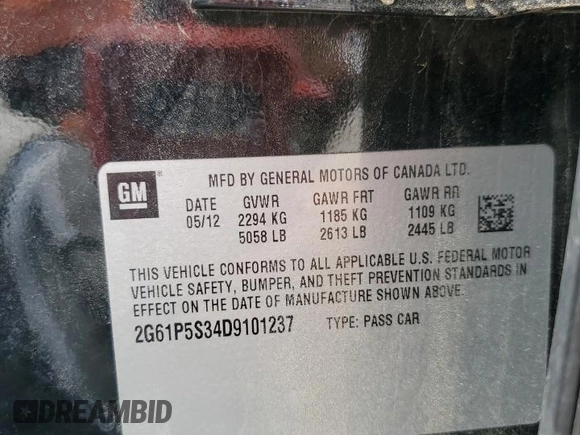 GM
MFD BY GENERAL MOTORS OF CANADA LTD.
DATE GVWR GAWR FRT GAWR RR
05/12 2294 KG 1185 KG 1109 KG
5058 LB 2613 LB 2445 LB
THIS VEHICLE CONFORMS TO ALL APPLICABLE U.S. FEDERAL MOTOR
VEHICLE SAFETY, BUMPER, AND THEFT PREVENTION STANDARDS IN
EFFECT ON THE DATE OF MANUFACTURE SHOWN ABOVE.
2G61P5S34D9101237 TYPE: PASS CAR
DREAMBID